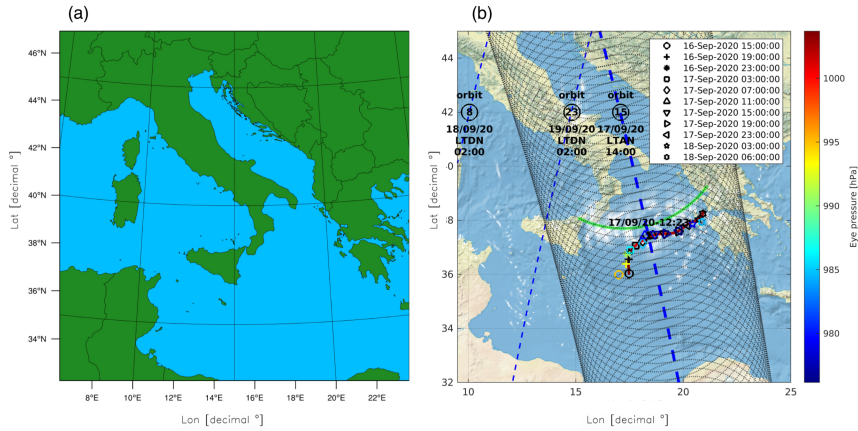 (a)
46°N
44°N
42°N
40°N
38°N
36°N
34°N
Lat [decimal °]
8°E
10°E
12°E
14°E
16°E
18°E
20°E
22°E
Lon [decimal °]
(b)
16-Sep-2020 15:00:00
16-Sep-2020 19:00:00
16-Sep-2020 23:00:00
17-Sep-2020 03:00:00
17-Sep-2020 07:00:00
17-Sep-2020 11:00:00
17-Sep-2020 15:00:00
17-Sep-2020 19:00:00
17-Sep-2020 23:00:00
18-Sep-2020 03:00:00
18-Sep-2020 06:00:00
orbit
8
18/09/20
LTDN
02:00
orbit
23
19/09/20
LTDN
02:00
orbit
15
17/09/20
LTAN
14:00
17/09/20-12:23
44
42
40
38
36
34
32
Lat [decimal °]
10
15
20
25
Lon [decimal °]
1000
995
990
985
980
Eye pressure [hPa]